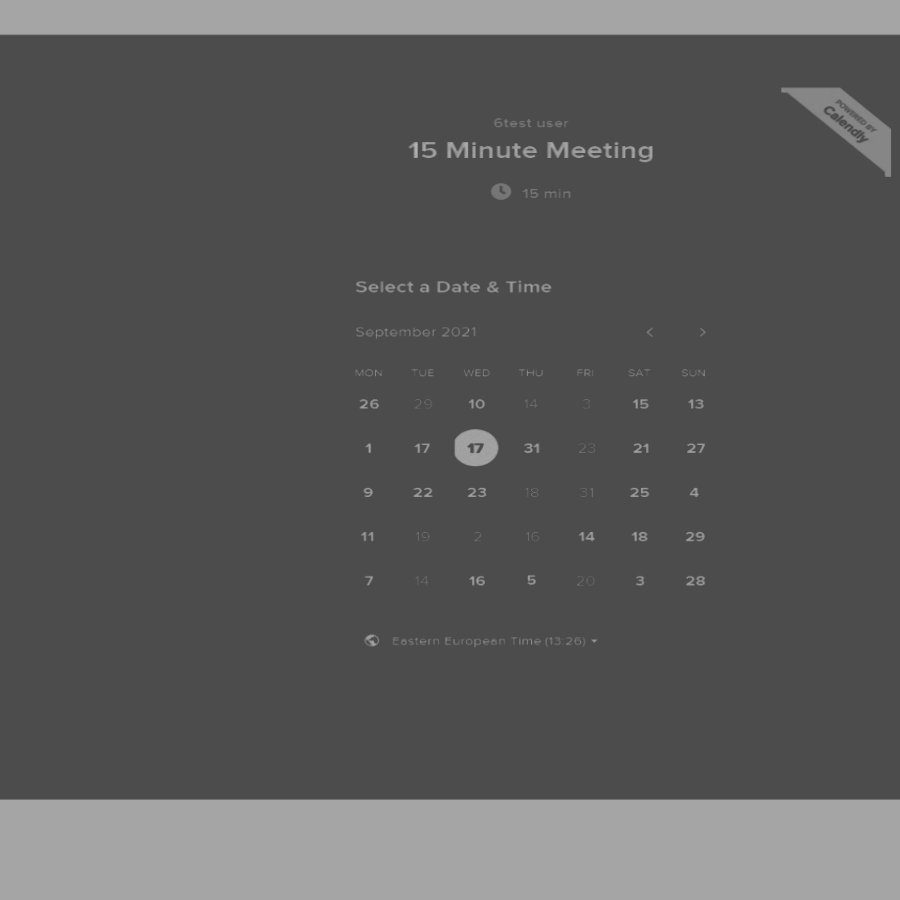 POWERED BY
Calendly
6test user
15 Minute Meeting
15 min
Select a Date & Time
September 2021
MON TUE WED THU FRI SAT SUN
26 29 10 14 3 15 13
1 17 17 31 23 21 27
9 22 23 18 31 25 4
11 19 2 16 14 18 29
7 14 16 5 20 3 28
Eastern European Time (13:26)